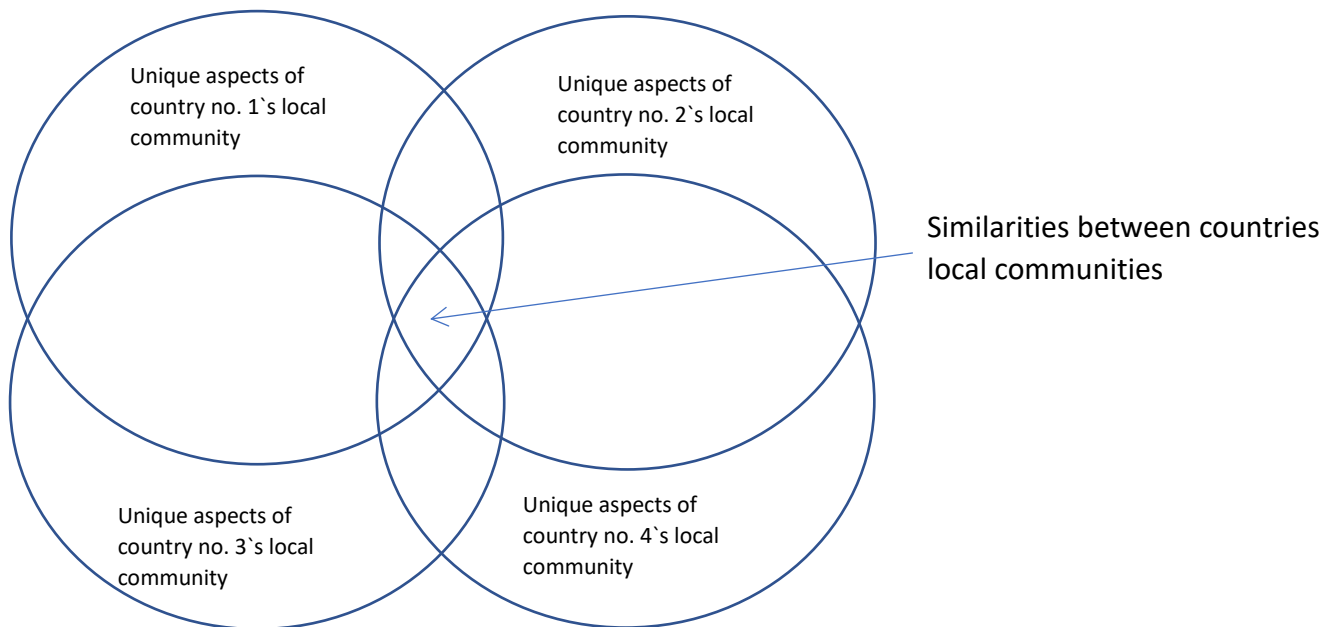 Unique aspects of
country no. 1`s local
community
Unique aspects of
country no. 2`s local
community
Similarities between countries
local communities
Unique aspects of
country no. 3`s local
community
Unique aspects of
country no. 4`s local
community